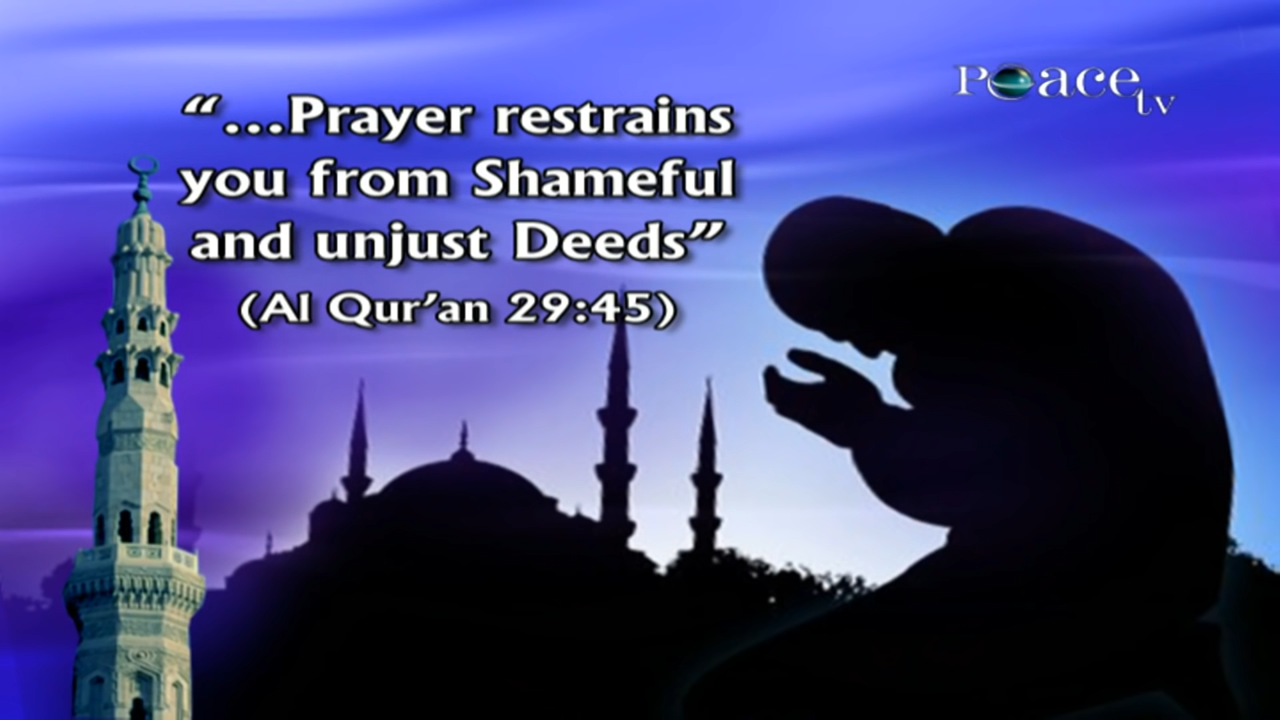 “...Prayer restrains
you from Shameful
and unjust Deeds”
(Al Qur’an 29:45)
Peace tv